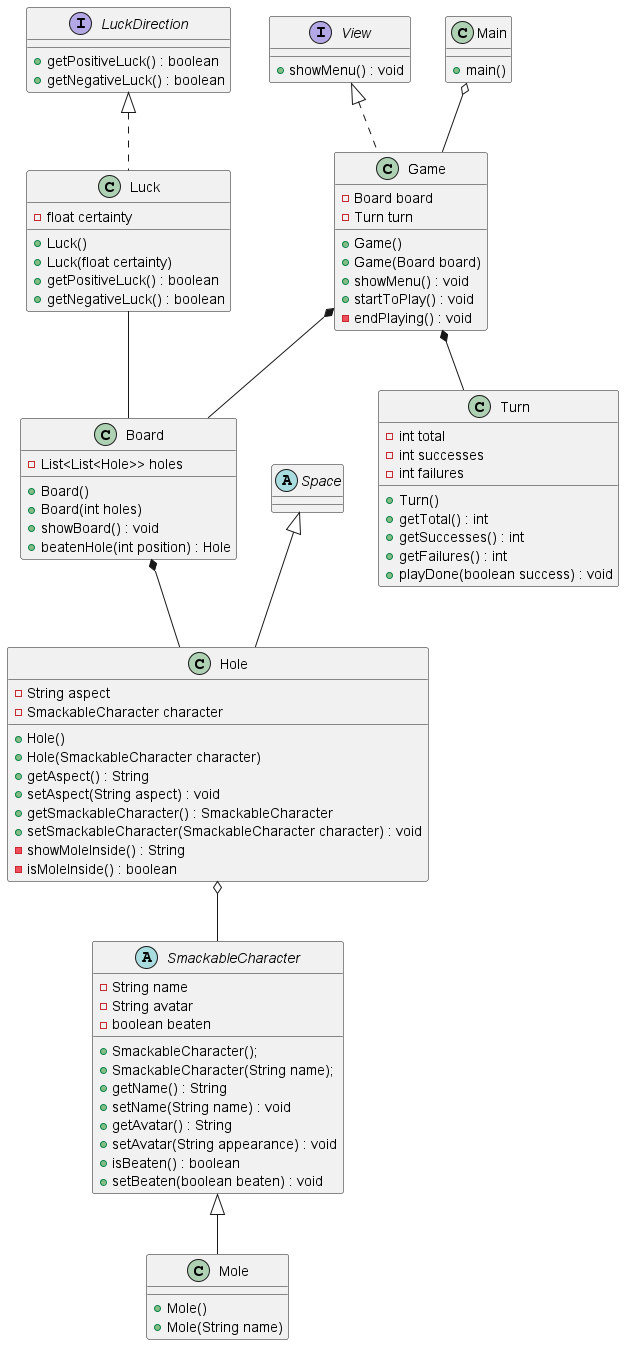 I LuckDirection
getPositiveLuck() : boolean
getNegativeLuck() : boolean
I View
showMenu() : void
C Main
main()
C Luck
float certainty
Luck()
Luck(float certainty)
getPositiveLuck() : boolean
getNegativeLuck() : boolean
C Game
Board board
Turn turn
Game()
Game(Board board)
showMenu() : void
startToPlay() : void
endPlaying() : void
C Board
List<List<Hole>> holes
Board()
Board(int holes)
showBoard() : void
beatenHole(int position) : Hole
A Space
C Turn
int total
int successes
int failures
Turn()
getTotal() : int
getSuccesses() : int
getFailures() : int
playDone(boolean success) : void
C Hole
String aspect
SmackableCharacter character
Hole()
Hole(SmackableCharacter character)
getAspect() : String
setAspect(String aspect) : void
getSmackableCharacter() : SmackableCharacter
setSmackableCharacter(SmackableCharacter character) : void
showMoleInside() : String
isMoleInside() : boolean
A SmackableCharacter
String name
String avatar
boolean beaten
SmackableCharacter();
SmackableCharacter(String name);
getName() : String
setName(String name) : void
getAvatar() : String
setAvatar(String appearance) : void
isBeaten() : boolean
setBeaten(boolean beaten) : void
C Mole
Mole()
Mole(String name)